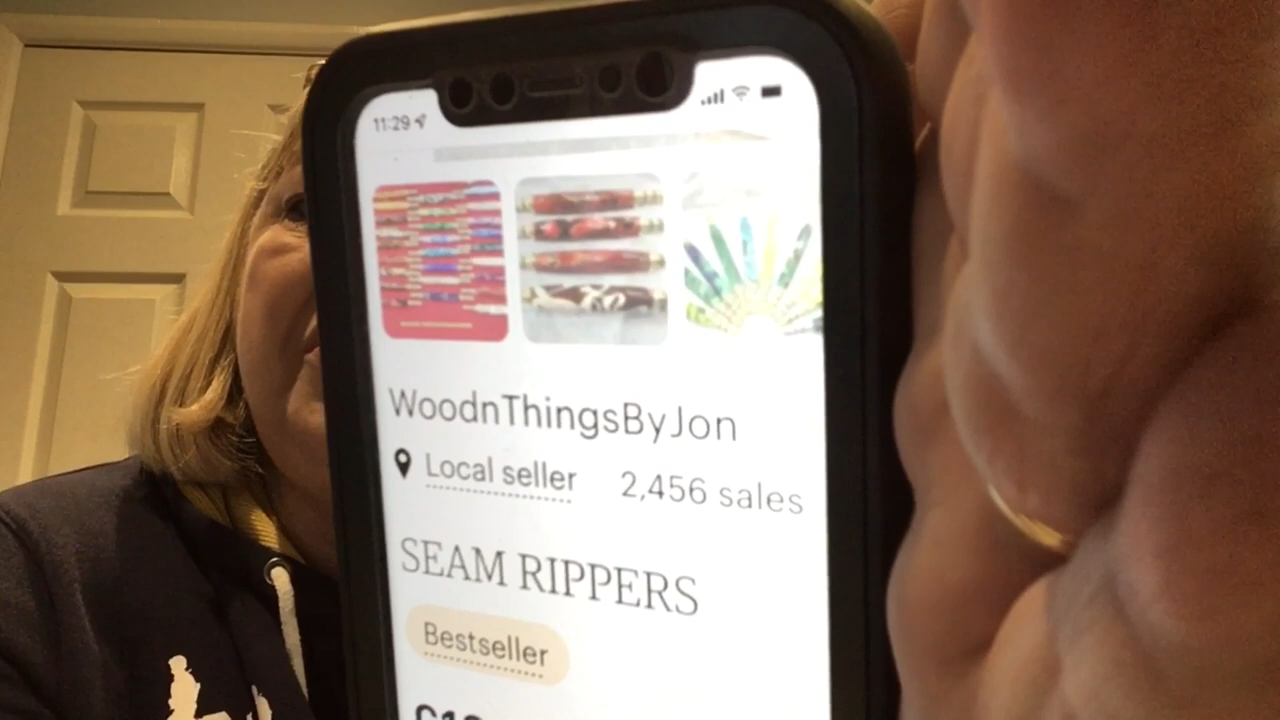 11:29
WoodnThingsByJon
Local seller 2,456 sales
SEAM RIPPERS
Bestseller